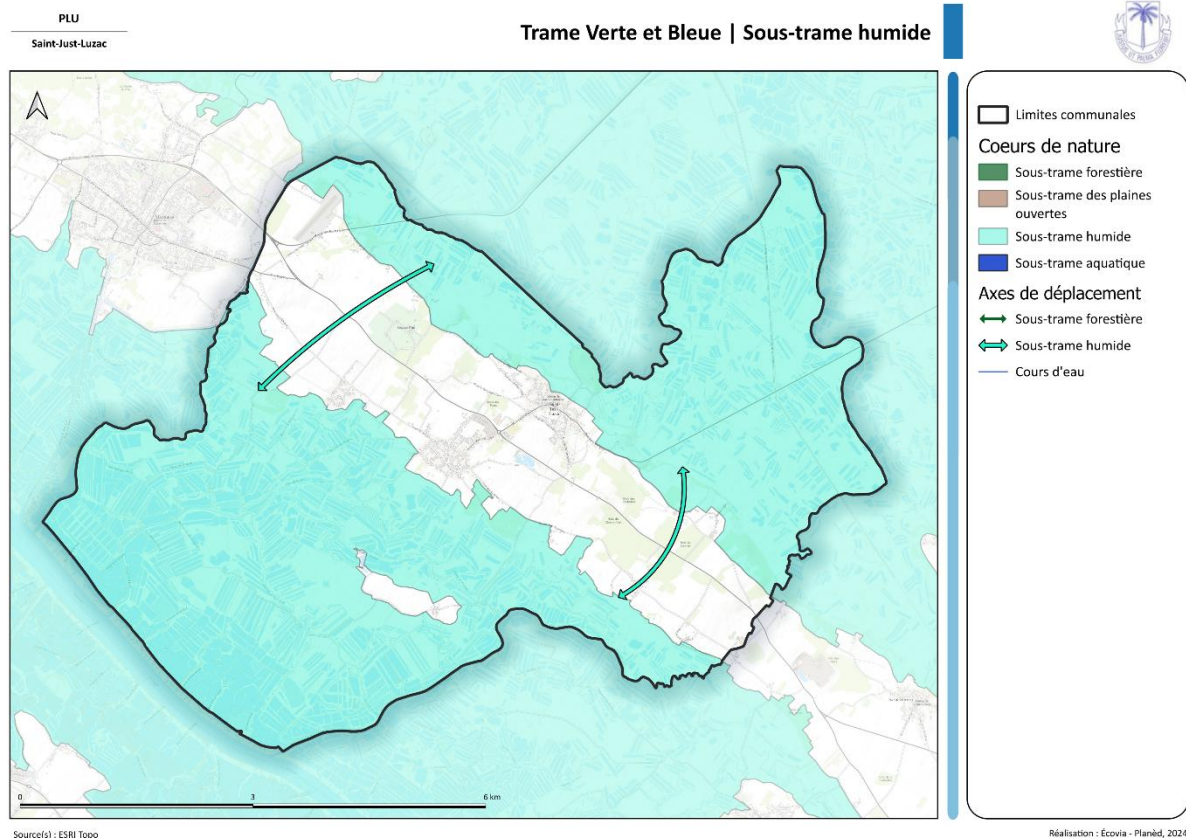 PLU
Saint-Just-Luzac
Trame Verte et Bleue | Sous-trame humide
Limites communales
Coeurs de nature
Sous-trame forestière
Sous-trame des plaines
ouvertes
Sous-trame humide
Sous-trame aquatique
Axes de déplacement
Sous-trame forestière
Sous-trame humide
Cours d'eau
0
3
6 km
Source(s) : ESRI Topo
Réalisation : Écovia - Planèd, 2024